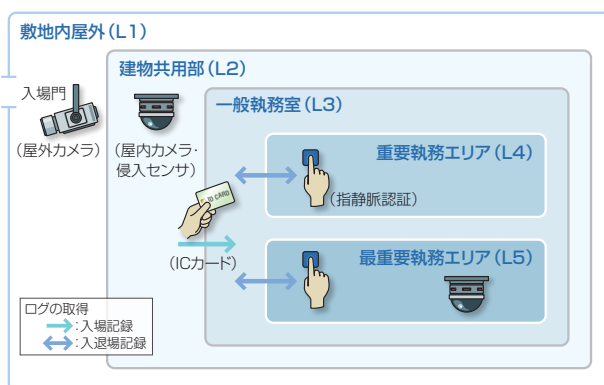 敷地内屋外(L1)
建物共用部(L2)
入場門
一般執務室(L3)
(屋外カメラ)
(屋内カメラ・
侵入センサ)
重要執務エリア(L4)
(指静脈認証)
ID CARD
(ICカード)
最重要執務エリア(L5)
ログの取得
:入場記録
:入退場記録